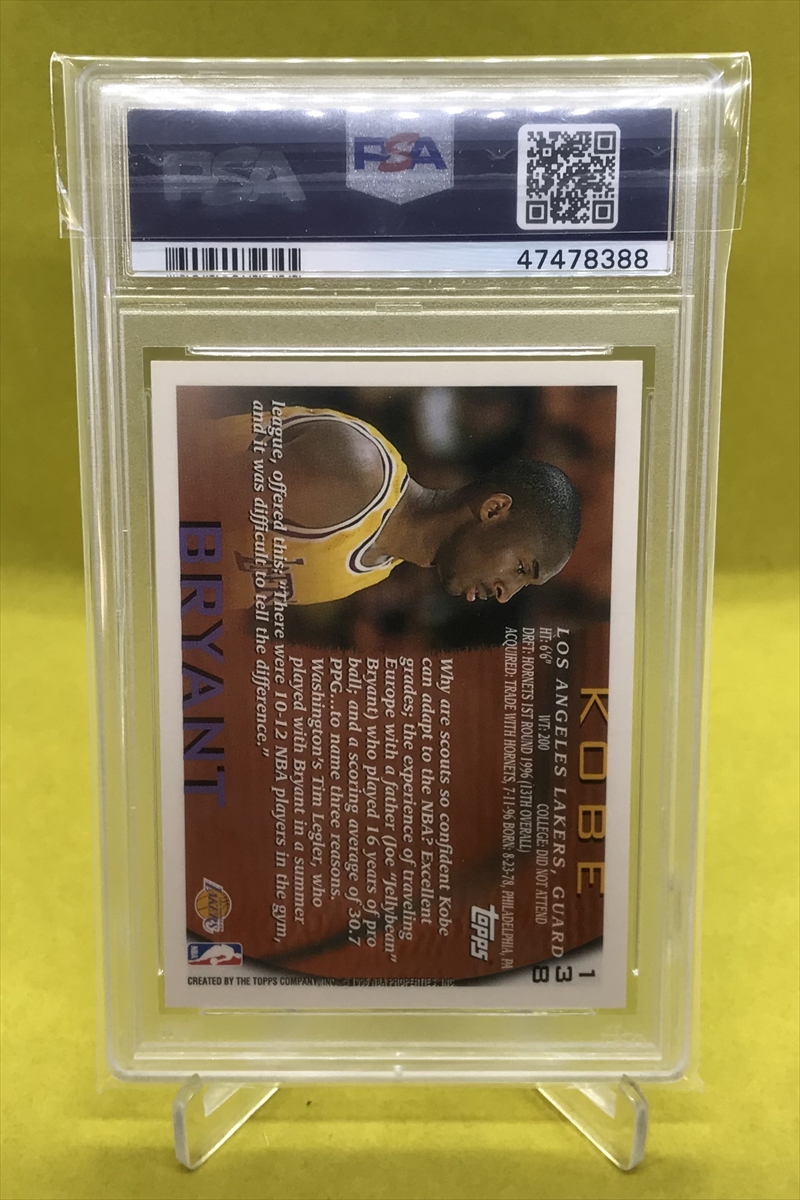 PSA
PSA
47478388
KOBE
138
LOS ANGELES LAKERS, GUARD
HT: 6'6" WT: 200 COLLEGE: DID NOT ATTEND
DRFT: HORNETS 1ST ROUND 1996 (13TH OVERALL)
ACQUIRED: TRADE WITH HORNETS, 7-11-96 BORN: 8-23-78, PHILADELPHIA, PA
Topps
Why are scouts so confident Kobe
can adapt to the NBA? Excellent
grades; the experience of traveling
Europe with a father (Joe "Jellybean"
Bryant) who played 16 years of pro
ball; and a scoring average of 30.7
PPG...to name three reasons.
Washington's Tim Legler, who
played with Bryant in a summer
league, offered this: "There were 10-12 NBA players in the gym,
and it was difficult to tell the difference."
BRYANT
LAKERS
NBA
CREATED BY THE TOPPS COMPANY, INC. © NBA PROPERTIES, INC.